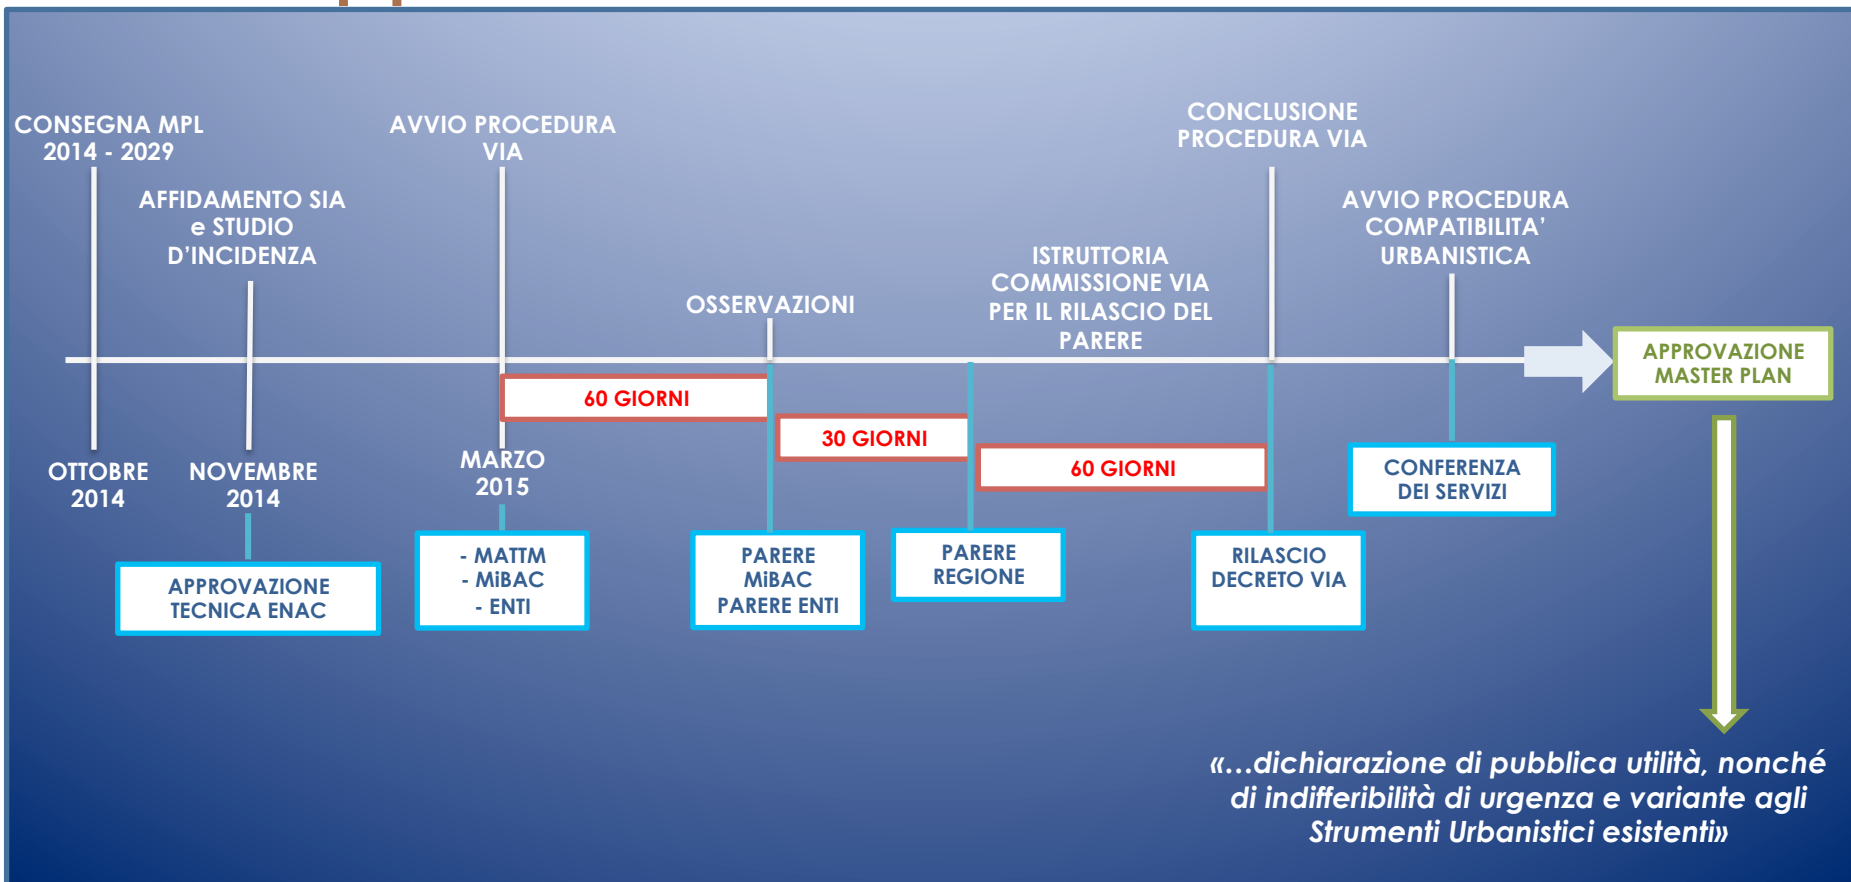 CONSEGNA MPL
2014 - 2029
AFFIDAMENTO SIA
e STUDIO
D'INCIDENZA
AVVIO PROCEDURA
VIA
OSSERVAZIONI
ISTRUTTORIA
COMMISSIONE VIA
PER IL RILASCIO DEL
PARERE
CONCLUSIONE
PROCEDURA VIA
AVVIO PROCEDURA
COMPATIBILITA'
URBANISTICA
APPROVAZIONE
MASTER PLAN
60 GIORNI
30 GIORNI
60 GIORNI
OTTOBRE
2014
NOVEMBRE
2014
MARZO
2015
CONFERENZA
DEI SERVIZI
APPROVAZIONE
TECNICA ENAC
- MATTM
- MiBAC
- ENTI
PARERE
MiBAC
PARERE ENTI
PARERE
REGIONE
RILASCIO
DECRETO VIA
«...dichiarazione di pubblica utilità, nonché
di indifferibilità di urgenza e variante agli
Strumenti Urbanistici esistenti»